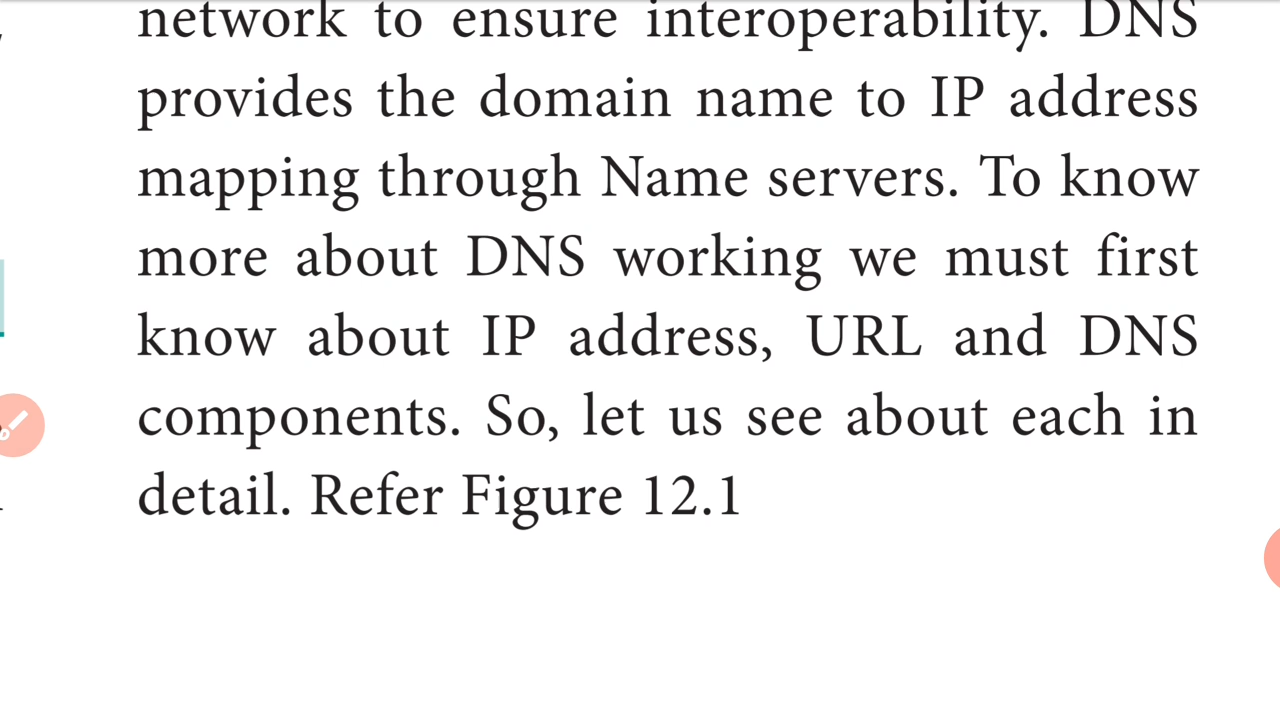 network to ensure interoperability. DNS
provides the domain name to IP address
mapping through Name servers. To know
more about DNS working we must first
know about IP address, URL and DNS
components. So, let us see about each in
detail. Refer Figure 12.1